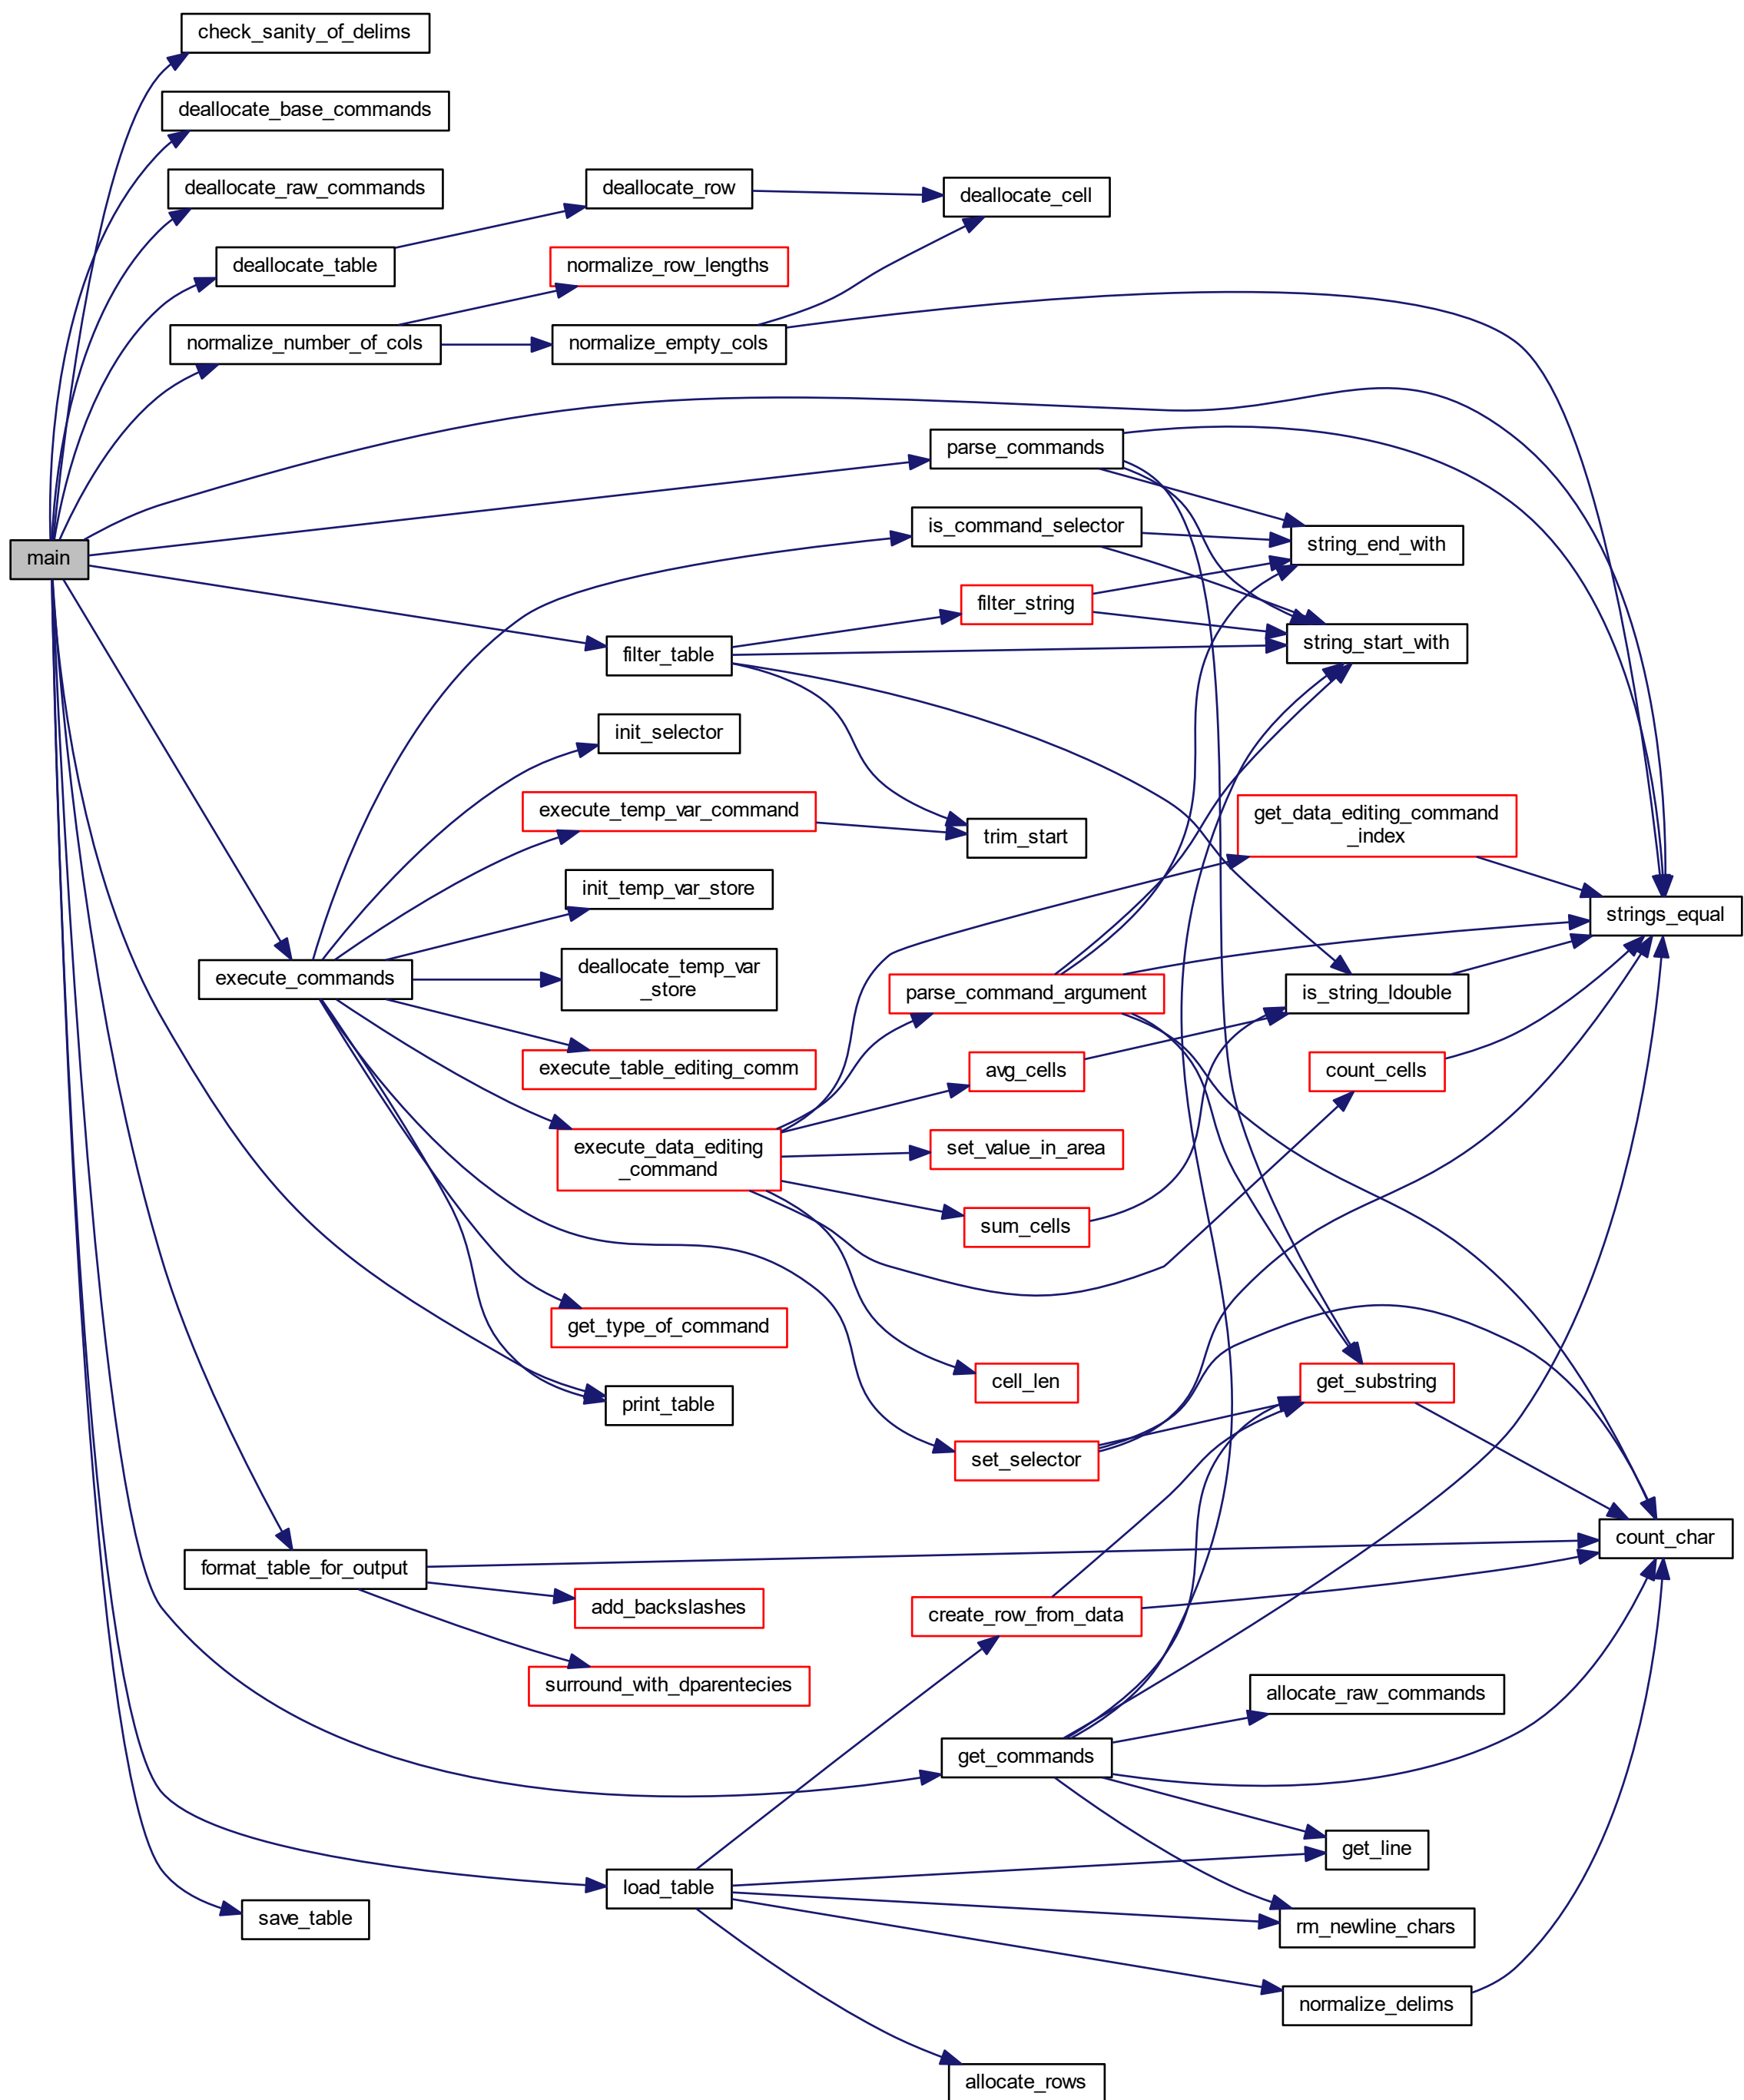 check_sanity_of_delims
deallocate_base_commands
deallocate_raw_commands
deallocate_row
deallocate_cell
deallocate_table
normalize_row_lengths
normalize_number_of_cols
normalize_empty_cols
parse_commands
is_command_selector
string_end_with
main
filter_string
filter_table
string_start_with
init_selector
execute_temp_var_command
get_data_editing_command
_index
trim_start
init_temp_var_store
strings_equal
execute_commands
deallocate_temp_var
_store
parse_command_argument
is_string_ldouble
execute_table_editing_comm
avg_cells
count_cells
execute_data_editing
_command
set_value_in_area
sum_cells
get_type_of_command
cell_len
get_substring
print_table
set_selector
count_char
format_table_for_output
add_backslashes
create_row_from_data
surround_with_dparentecies
allocate_raw_commands
get_commands
get_line
load_table
save_table
rm_newline_chars
normalize_delims
allocate_rows